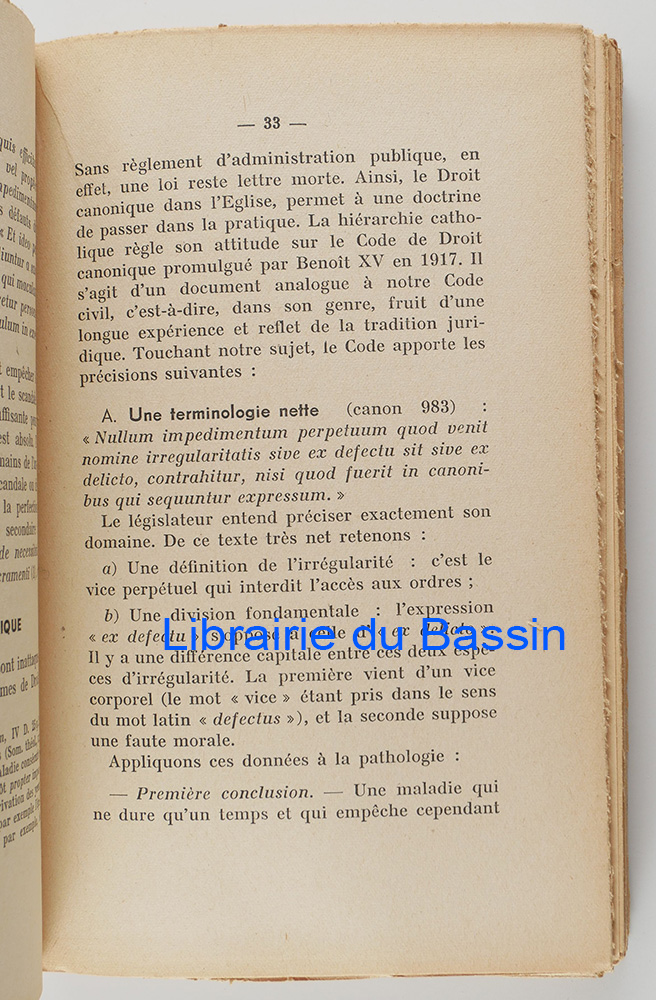 — 33 —
Sans règlement d'administration publique, en
effet, une loi reste lettre morte. Ainsi, le Droit
canonique dans l'Eglise, permet à une doctrine
de passer dans la pratique. La hiérarchie catho-
lique règle son attitude sur le Code de Droit
canonique promulgué par Benoît XV en 1917. Il
s'agit d'un document analogue à notre Code
civil, c'est-à-dire, dans son genre, fruit d'une
longue expérience et reflet de la tradition juri-
dique. Touchant notre sujet, le Code apporte les
précisions suivantes :
A. Une terminologie nette (canon 983) :
« Nullum impedimentum perpetuum quod venit
nomine irregularitatis sive ex defectu sit sive ex
delicto, contrahitur, nisi quod fuerit in canoni-
bus qui sequuntur expressum. »
Le législateur entend préciser exactement son
domaine. De ce texte très net retenons :
a) Une définition de l'irrégularité : c'est le
vice perpétuel qui interdit l'accès aux ordres ;
b) Une division fondamentale : l'expression
« ex defectu » s'oppose à celle d' « ex delicto ».
Il y a une différence capitale entre ces deux espè-
ces d'irrégularité. La première vient d'un vice
corporel (le mot « vice » étant pris dans le sens
du mot latin « defectus »), et la seconde suppose
une faute morale.
Appliquons ces données à la pathologie :
— Première conclusion. — Une maladie qui
ne dure qu'un temps et qui empêche cependant
Librairie du Bassin